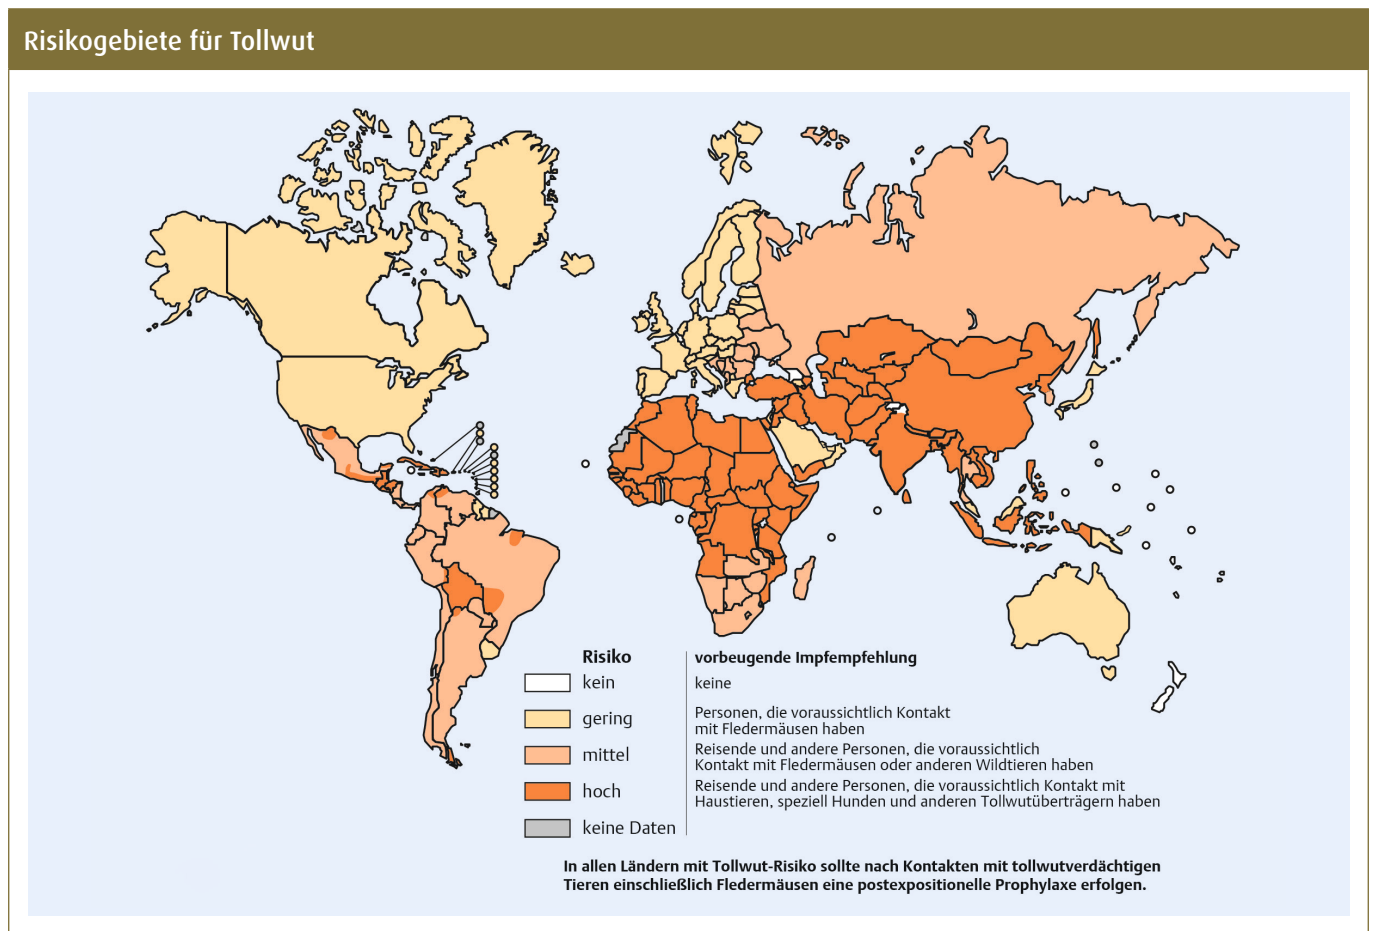 Risikogebiete für Tollwut
Risiko
vorbeugende Impfempfehlung
kein
keine
gering
Personen, die voraussichtlich Kontakt
mit Fledermäusen haben
mittel
Reisende und andere Personen, die voraussichtlich
Kontakt mit Fledermäusen oder anderen Wildtieren haben
hoch
Reisende und andere Personen, die voraussichtlich Kontakt mit
Haustieren, speziell Hunden und anderen Tollwutüberträgern haben
keine Daten
In allen Ländern mit Tollwut-Risiko sollte nach Kontakten mit tollwutverdächtigen
Tieren einschließlich Fledermäusen eine postexpositionelle Prophylaxe erfolgen.